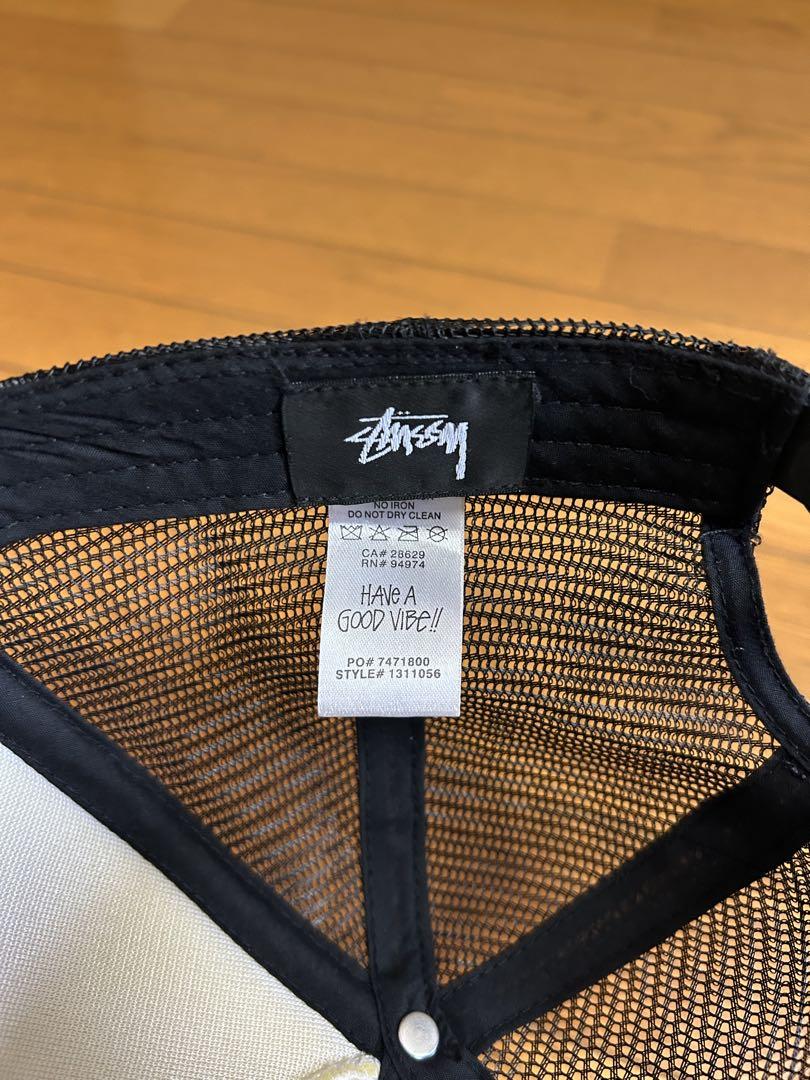 Stüssy
NO IRON
DO NOT DRY CLEAN
CA# 28629
RN# 94974
HAVE A
GOOD VIBE!!
PO# 7471800
STYLE# 1311056